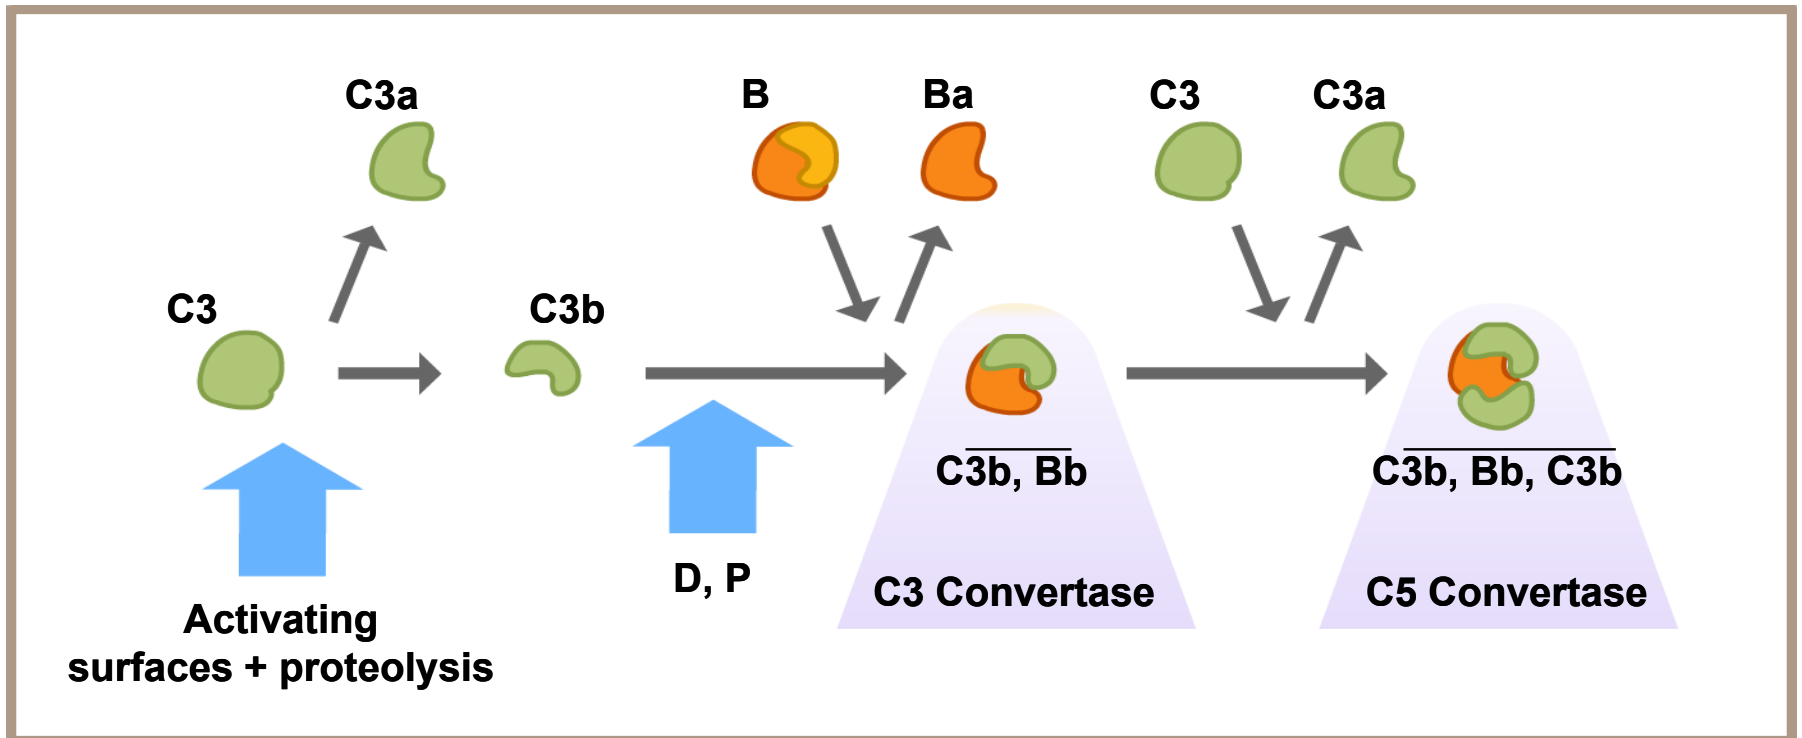 C3a
B
Ba
C3
C3a
C3
C3b
C3b, Bb
C3b, Bb, C3b
D, P
C3 Convertase
C5 Convertase
Activating
surfaces + proteolysis